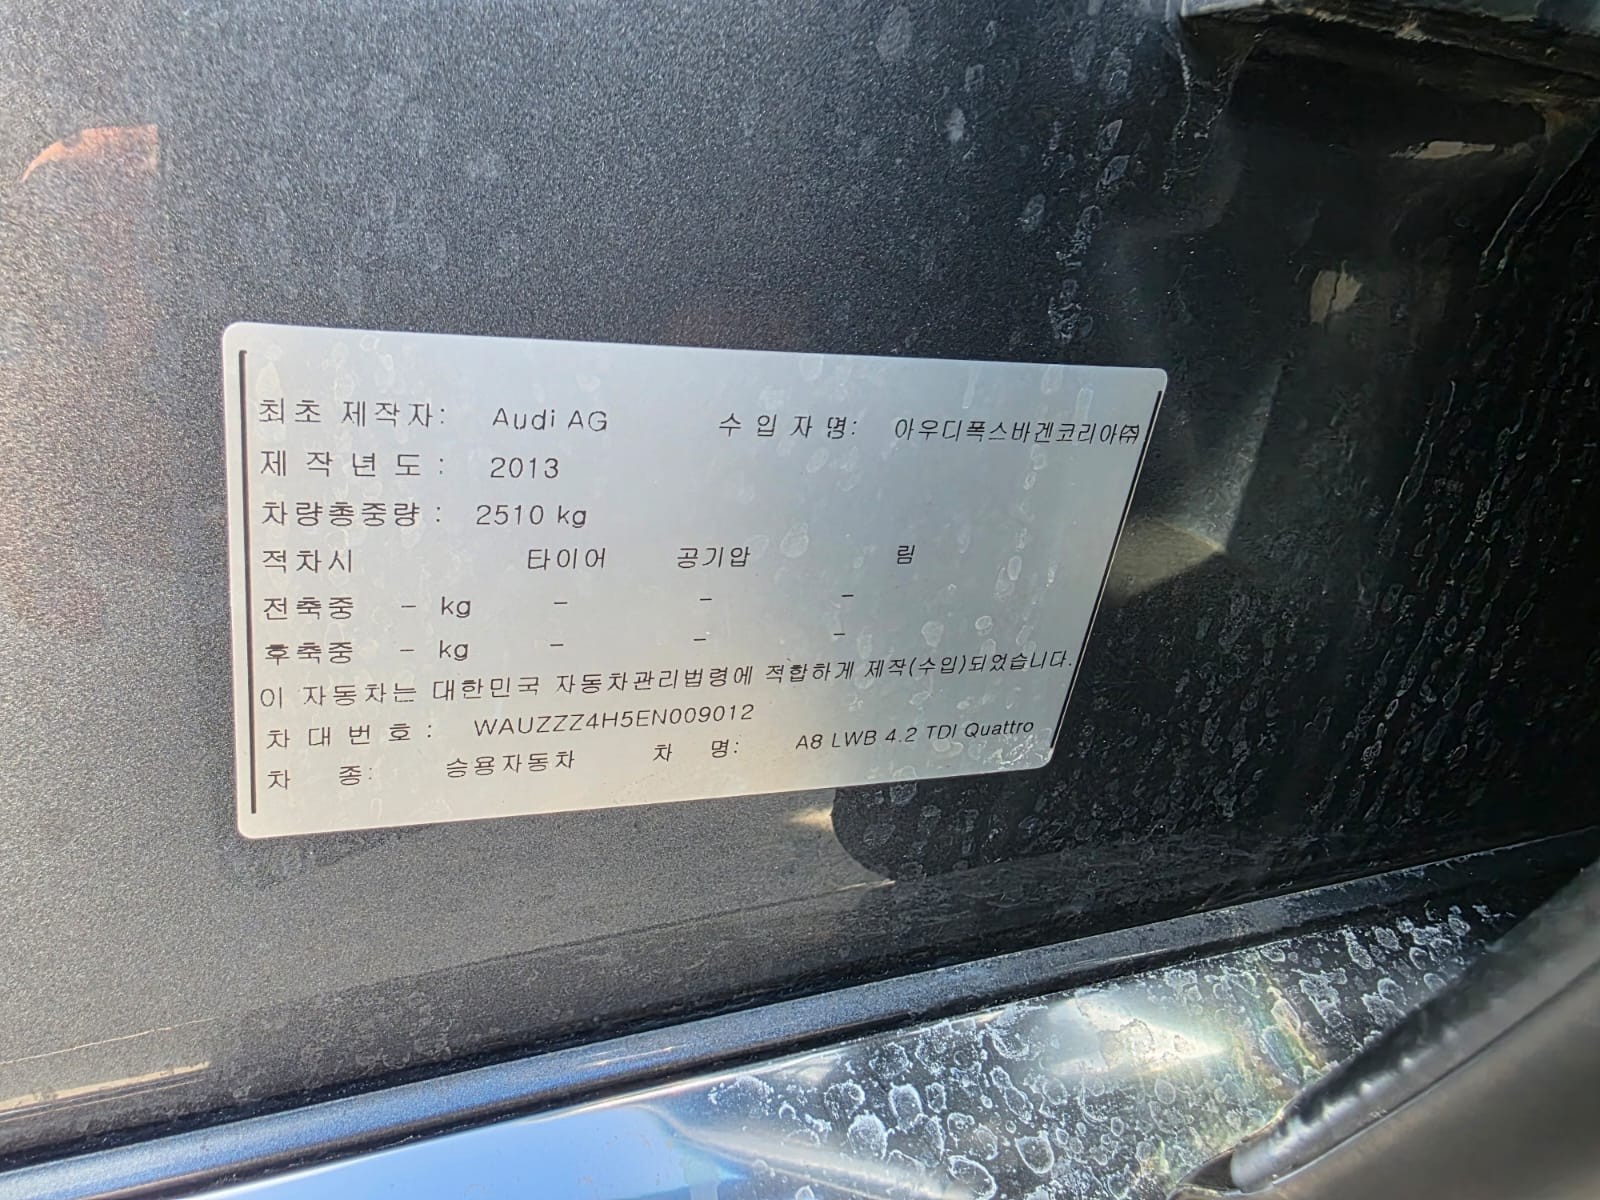 최초 제작자: Audi AG 수입자명: 아우디폭스바겐코리아㈜
제작년도: 2013
차량총중량: 2510 kg
적차시 타이어 공기압 림
전축중 - kg - - -
후축중 - kg - - -
이 자동차는 대한민국 자동차관리법령에 적합하게 제작(수입)되었습니다.
차대번호: WAUZZZ4H5EN009012
차종: 승용자동차 차명: A8 LWB 4.2 TDI Quattro